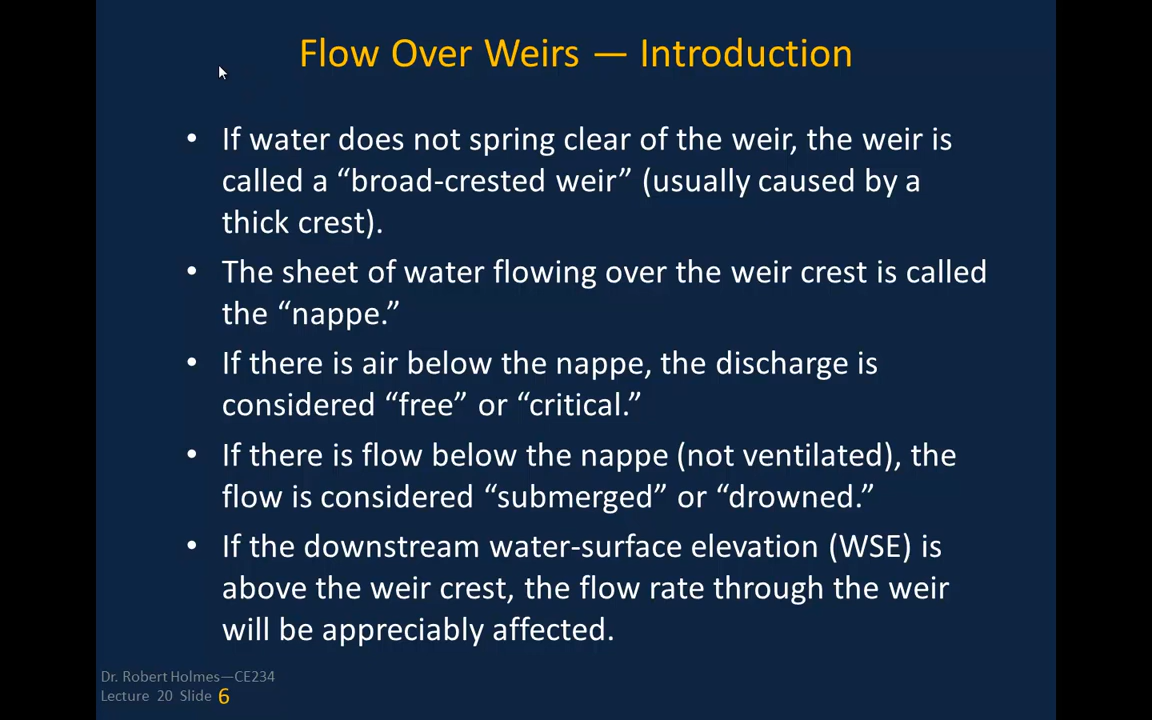 Flow Over Weirs — Introduction
• If water does not spring clear of the weir, the weir is
called a “broad-crested weir” (usually caused by a
thick crest).
• The sheet of water flowing over the weir crest is called
the “nappe.”
• If there is air below the nappe, the discharge is
considered “free” or “critical.”
• If there is flow below the nappe (not ventilated), the
flow is considered “submerged” or “drowned.”
• If the downstream water-surface elevation (WSE) is
above the weir crest, the flow rate through the weir
will be appreciably affected.
Dr. Robert Holmes—CE234
Lecture 20 Slide 6